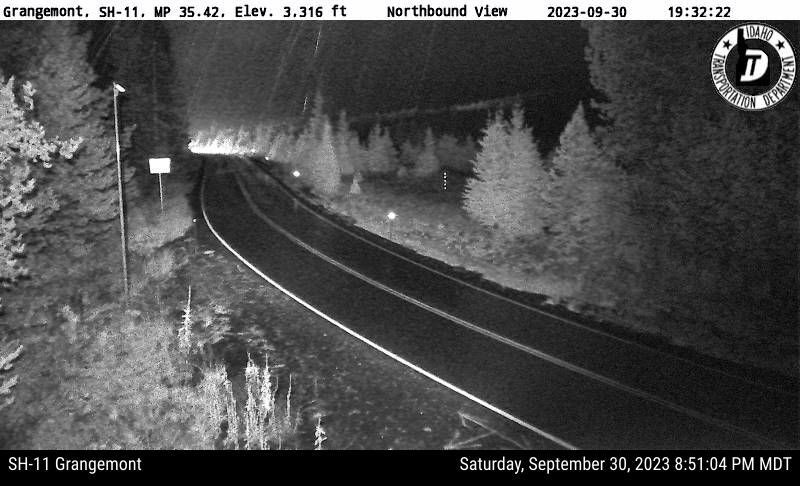 Grangemont, SH-11, MP 35.42, Elev. 3,316 ft Northbound View 2023-09-30 19:32:22
IDAHO
TRANSPORTATION DEPARTMENT
SH-11 Grangemont Saturday, September 30, 2023 8:51:04 PM MDT